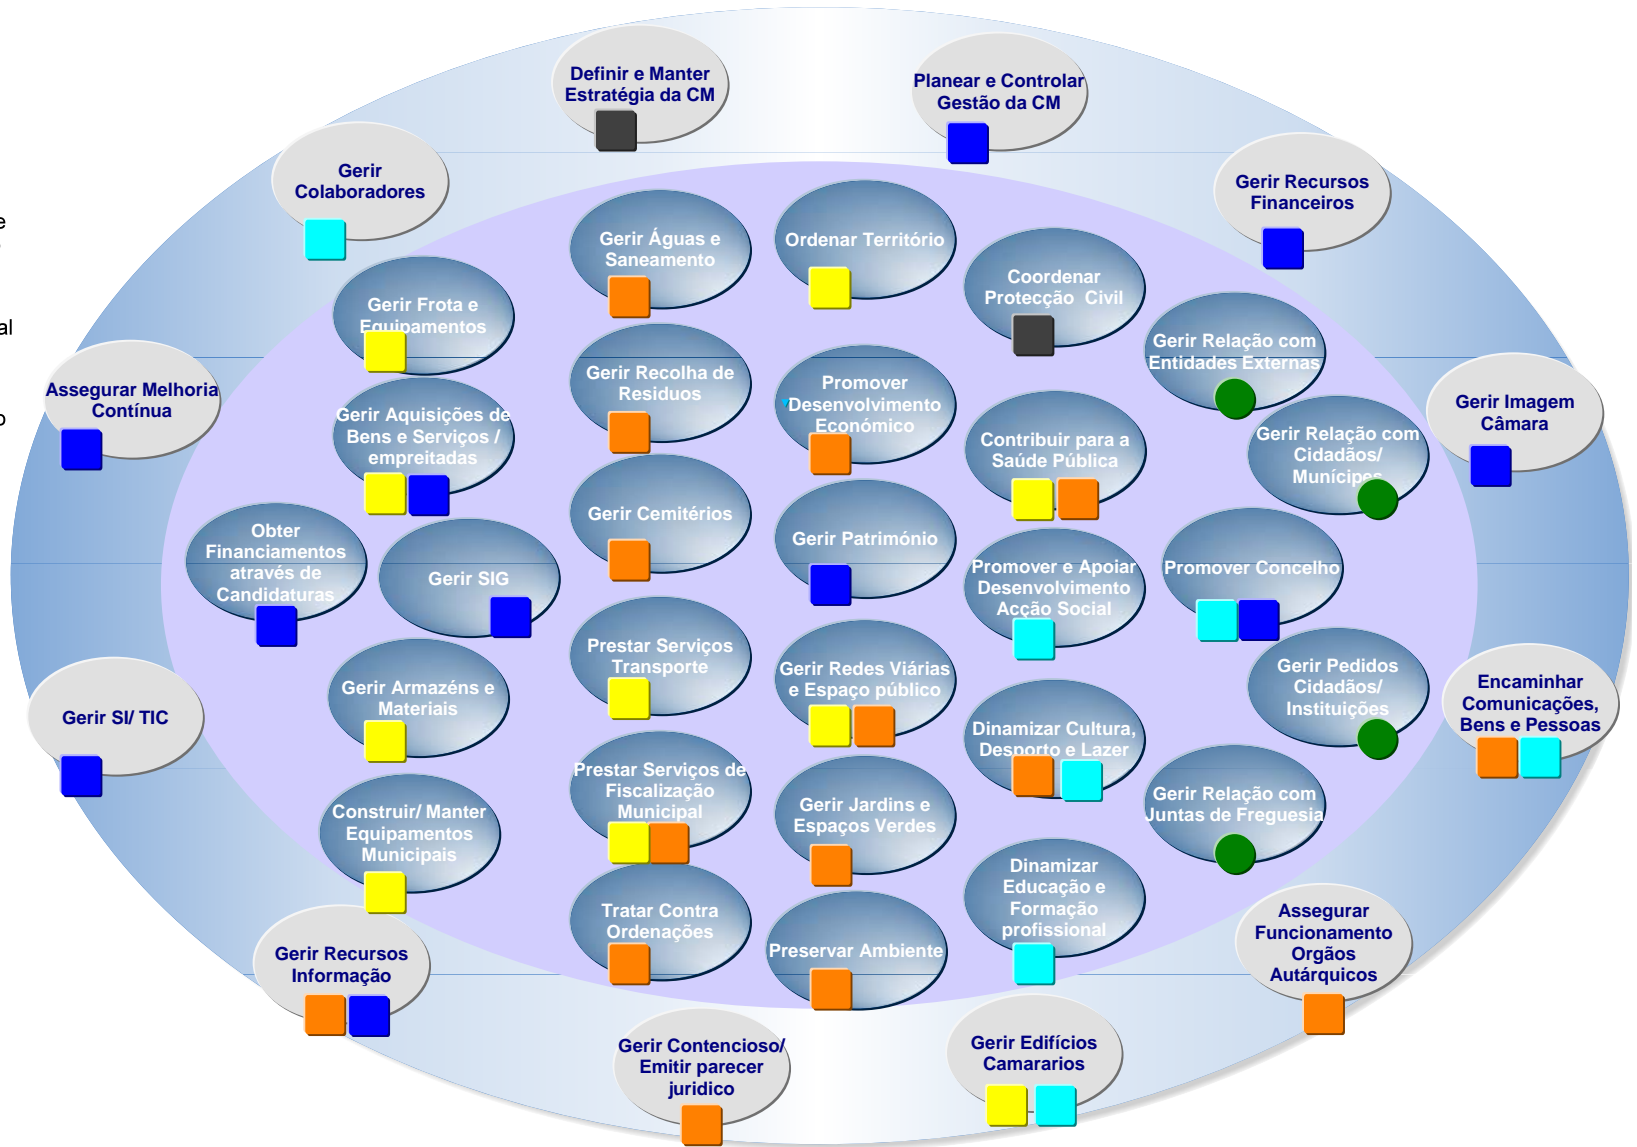 Definir e Manter
Estratégia da CM
Planear e Controlar
Gestão da CM
Gerir
Colaboradores
Gerir Recursos
Financeiros
e
al
o
Gerir Águas e
Saneamento
Ordenar Território
Coordenar
Protecção Civil
Gerir Frota e
Equipamentos
Gerir Relação com
Entidades Externas
Assegurar Melhoria
Contínua
Gerir Recolha de
Residuos
Promover
Desenvolvimento
Económico
Gerir Imagem
Câmara
Gerir Aquisições de
Bens e Serviços /
empreitadas
Contribuir para a
Saúde Pública
Gerir Relação com
Cidadãos/
Munícipes
Obter
Financiamentos
através de
Candidaturas
Gerir SIG
Gerir Cemitérios
Gerir Património
Promover e Apoiar
Desenvolvimento
Acção Social
Promover Concelho
Prestar Serviços
Transporte
Gerir Redes Viárias
e Espaço público
Gerir Pedidos
Cidadãos/
Instituições
Encaminhar
Comunicações,
Bens e Pessoas
Gerir SI/ TIC
Gerir Armazéns e
Materiais
Dinamizar Cultura,
Desporto e Lazer
Prestar Serviços de
Fiscalização
Municipal
Gerir Jardins e
Espaços Verdes
Gerir Relação com
Juntas de Freguesia
Construir/ Manter
Equipamentos
Municipais
Dinamizar
Educação e
Formação
profissional
Tratar Contra
Ordenações
Preservar Ambiente
Assegurar
Funcionamento
Orgãos
Autárquicos
Gerir Recursos
Informação
Gerir Contencioso/
Emitir parecer
juridico
Gerir Edifícios
Camararios